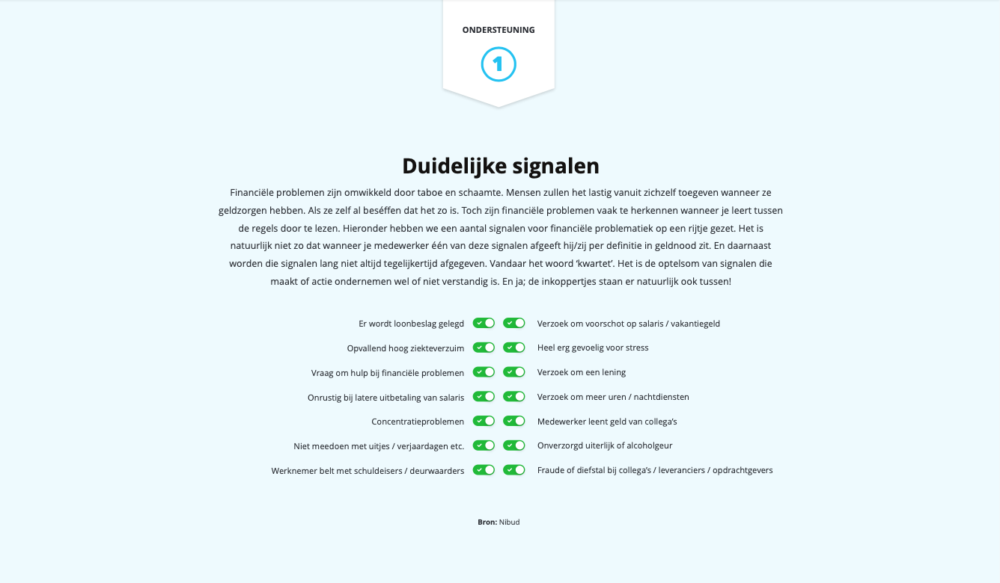 ONDERSTEUNING
1
Duidelijke signalen
Financiële problemen zijn omwikkeld door taboe en schaamte. Mensen zullen het lastig vanuit zichzelf toegeven wanneer ze
geldzorgen hebben. Als ze zelf al beséffen dat het zo is. Toch zijn financiële problemen vaak te herkennen wanneer je leert tussen
de regels door te lezen. Hieronder hebben we een aantal signalen voor financiële problematiek op een rijtje gezet. Het is
natuurlijk niet zo dat wanneer je medewerker één van deze signalen afgeeft hij/zij per definitie in geldnood zit. En daarnaast
worden die signalen lang niet altijd tegelijkertijd afgegeven. Vandaar het woord ‘kwartet’. Het is de optelsom van signalen die
maakt of actie ondernemen wel of niet verstandig is. En ja; de inkoppertjes staan er natuurlijk ook tussen!
Er wordt loonbeslag gelegd
Verzoek om voorschot op salaris / vakantiegeld
Opvallend hoog ziekteverzuim
Heel erg gevoelig voor stress
Vraag om hulp bij financiële problemen
Verzoek om een lening
Onrustig bij latere uitbetaling van salaris
Verzoek om meer uren / nachtdiensten
Concentratieproblemen
Medewerker leent geld van collega’s
Niet meedoen met uitjes / verjaardagen etc.
Onverzorgd uiterlijk of alcoholgeur
Werknemer belt met schuldeisers / deurwaarders
Fraude of diefstal bij collega’s / leveranciers / opdrachtgevers
Bron: Nibud